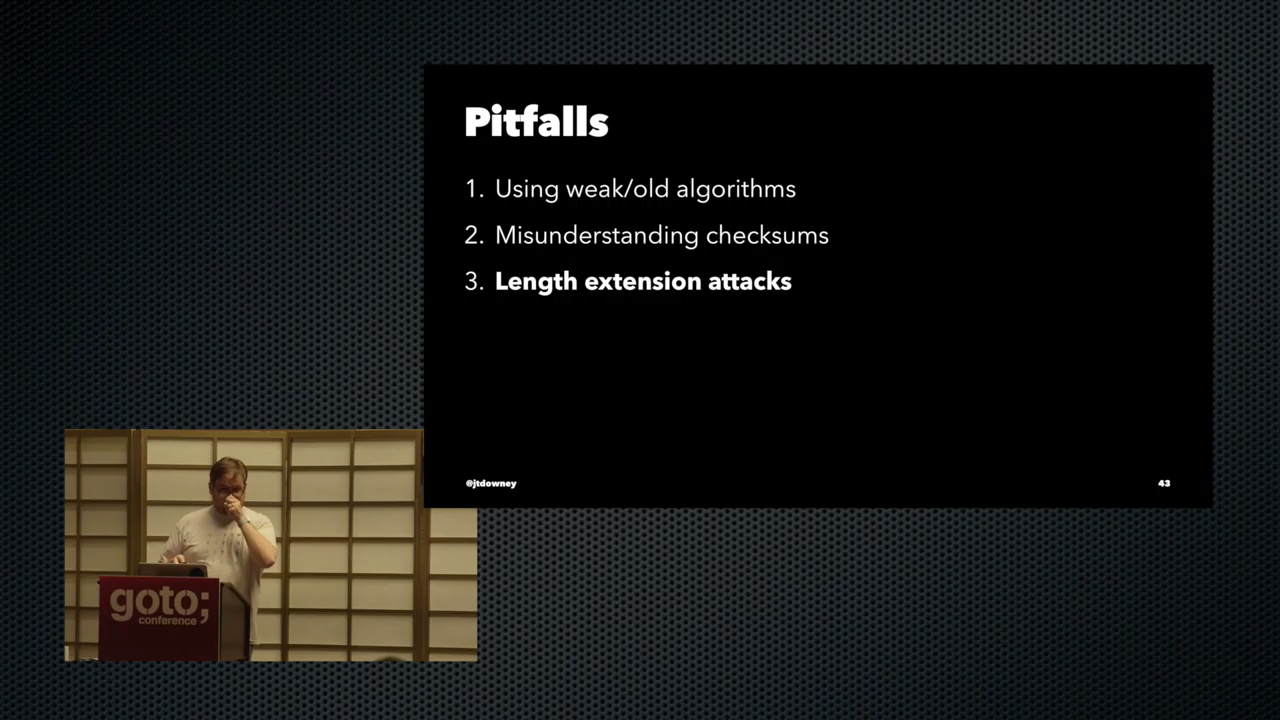 Pitfalls
1. Using weak/old algorithms
2. Misunderstanding checksums
3. Length extension attacks
@jtdowney
43
goto;
conference